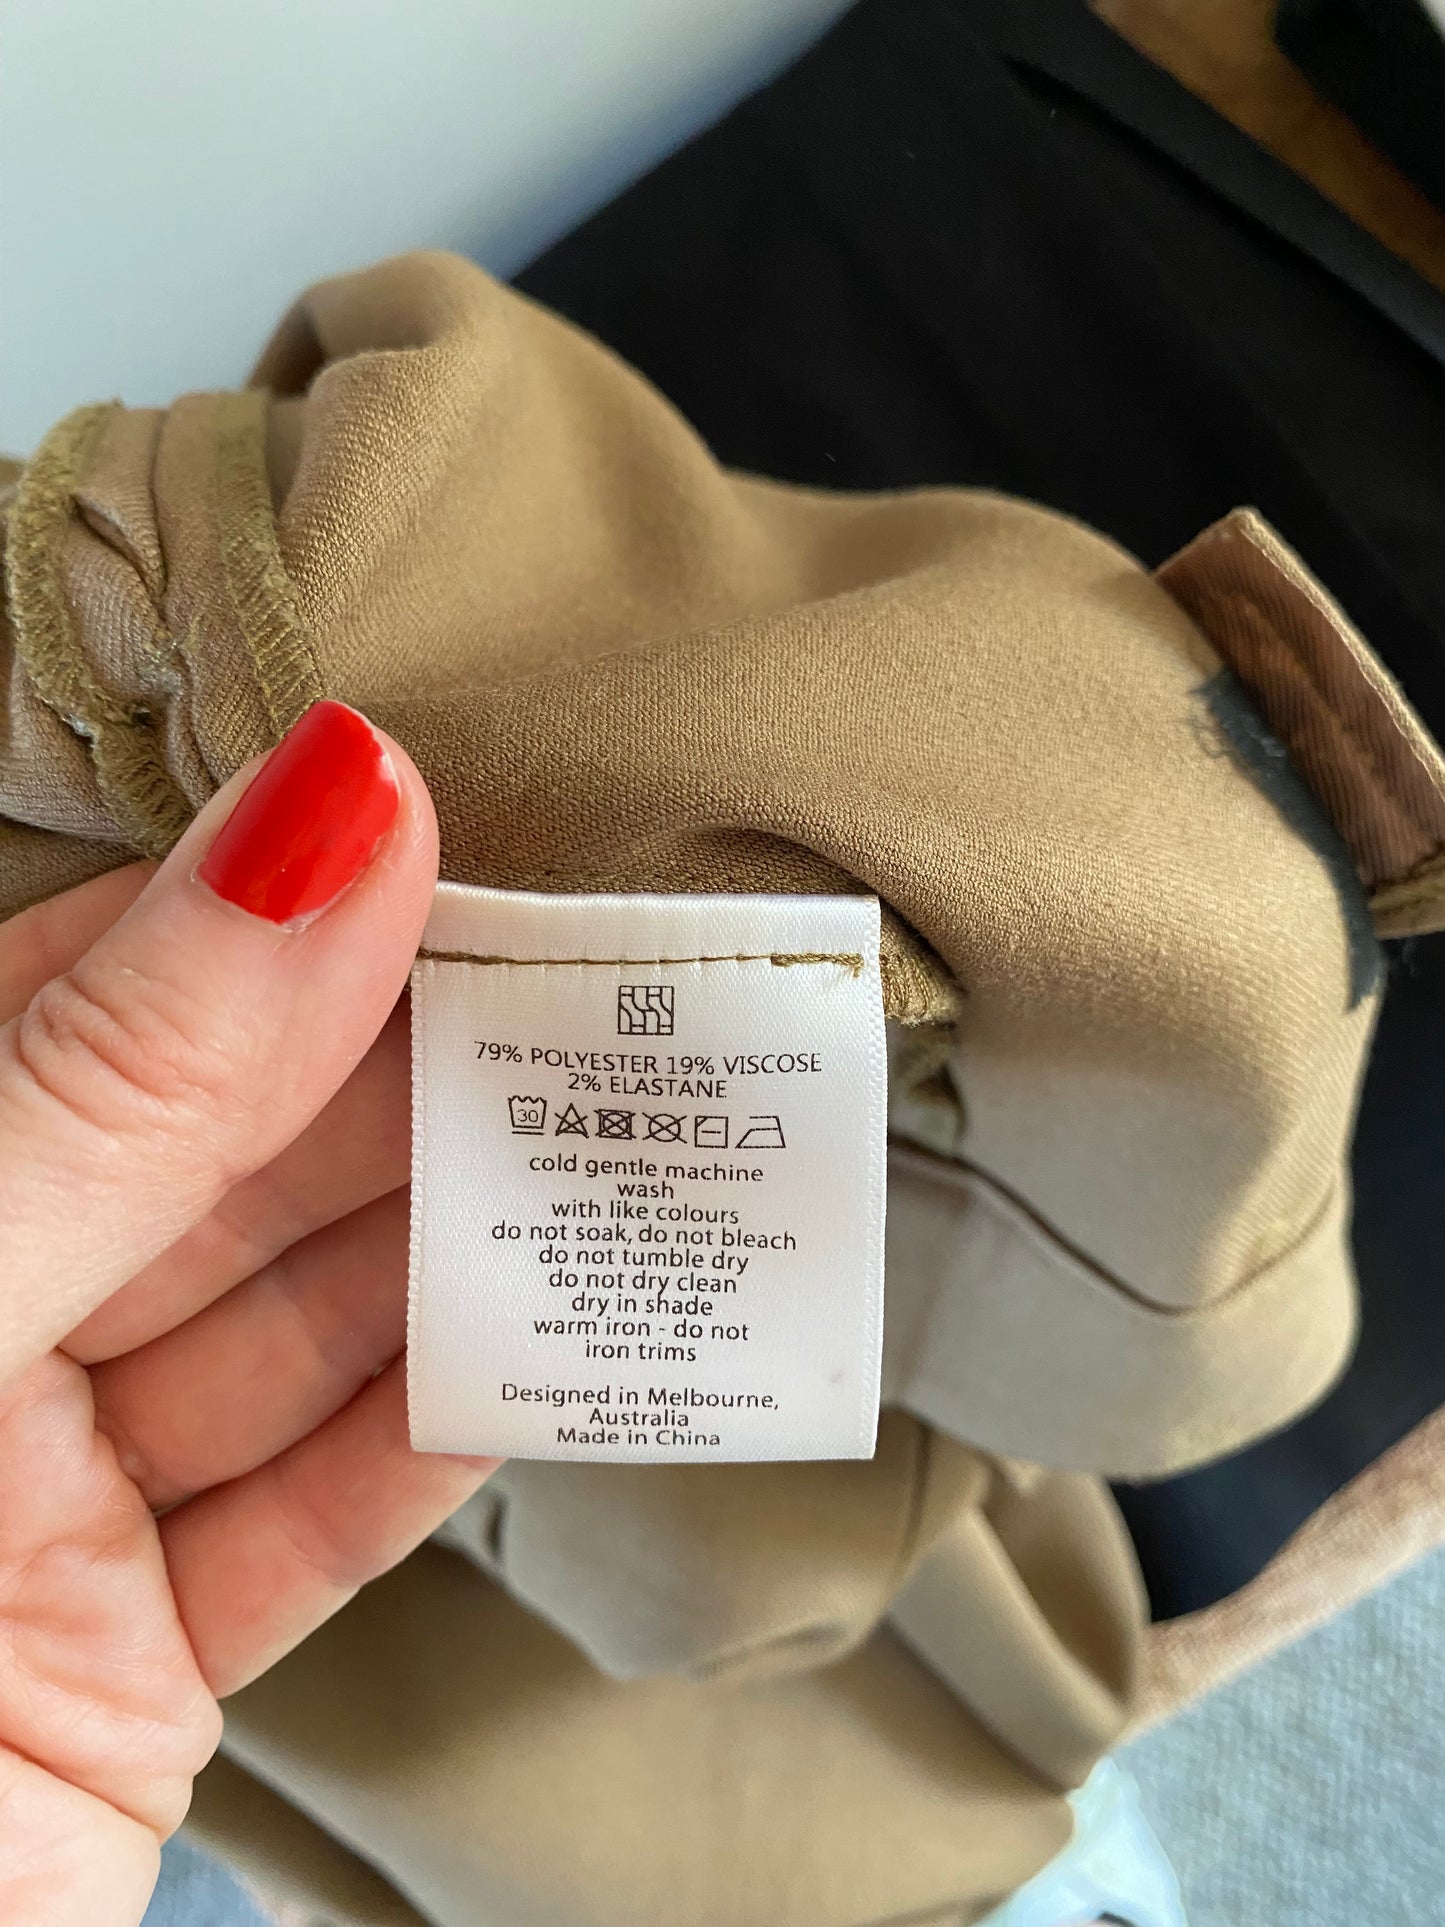 79% POLYESTER 19% VISCOSE
2% ELASTANE
30
cold gentle machine
wash
with like colours
do not soak, do not bleach
do not tumble dry
do not dry clean
dry in shade
warm iron - do not
iron trims
Designed in Melbourne,
Australia
Made in China